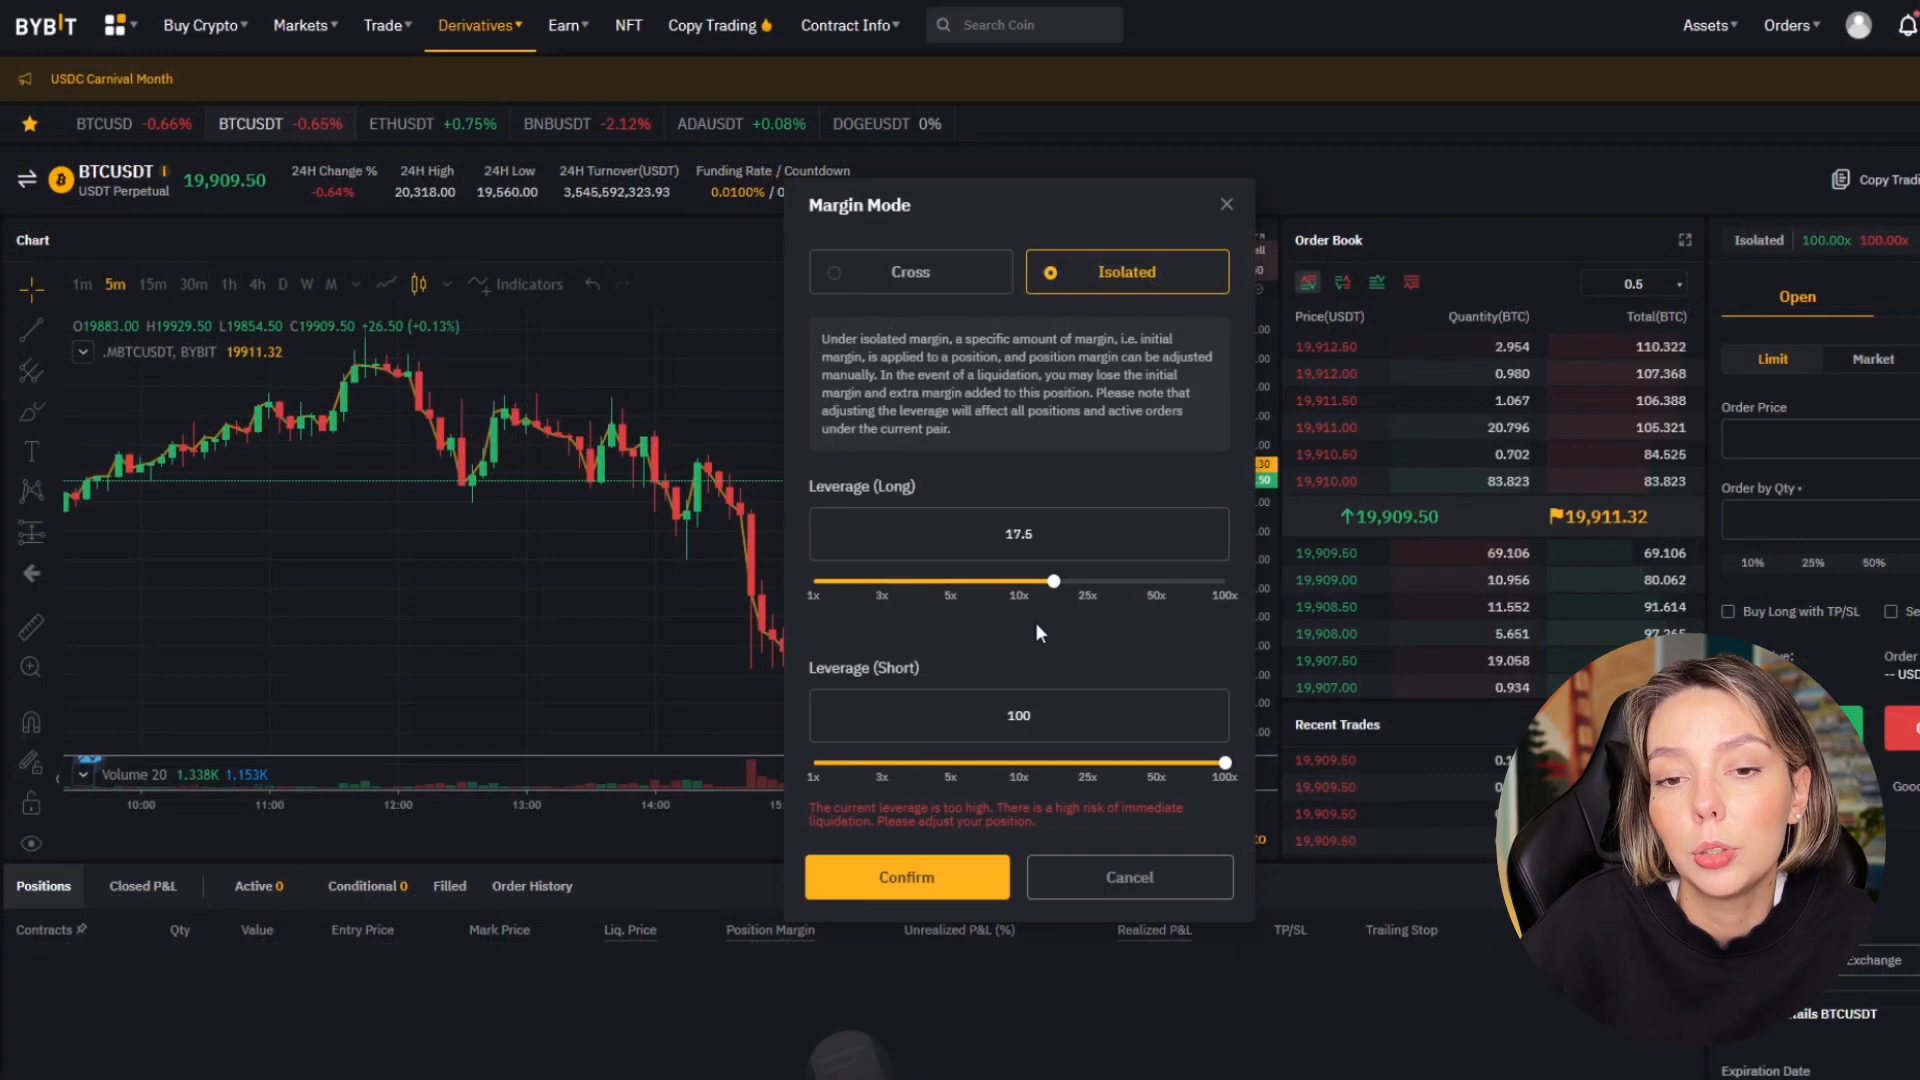 BYBIT
Buy Crypto
Markets
Trade
Derivatives
Earn
NFT
Copy Trading
Contract Info
Search Coin
Assets
Orders
USDC Carnival Month
BTCUSD -0.66%
BTCUSDT -0.65%
ETHUSDT +0.75%
BNBUSDT -2.12%
ADAUSDT +0.08%
DOGEUSDT 0%
BTCUSDT
USDT Perpetual
19,909.50
24H Change %
-0.64%
24H High
20,318.00
24H Low
19,560.00
24H Turnover(USDT)
3,545,592,323.93
Funding Rate / Countdown
0.0100% / 0
Copy Tradi
Chart
1m 5m 15m 30m 1h 4h D W M
Indicators
O19883.00 H19929.50 L19854.50 C19909.50 +26.50 (+0.13%)
.MBTCUSDT, BYBIT 19911.32
Volume 20 1.338K 1.153K
10:00 11:00 12:00 13:00 14:00 15:
Margin Mode
Cross
Isolated
Under isolated margin, a specific amount of margin, i.e. initial
margin, is applied to a position, and position margin can be adjusted
manually. In the event of a liquidation, you may lose the initial
margin and extra margin added to this position. Please note that
adjusting the leverage will affect all positions and active orders
under the current pair.
Leverage (Long)
17.5
1x 3x 5x 10x 25x 50x 100x
Leverage (Short)
100
1x 3x 5x 10x 25x 50x 100x
The current leverage is too high. There is a high risk of immediate
liquidation. Please adjust your position.
Confirm
Cancel
Order Book
0.5
Price(USDT) Quantity(BTC) Total(BTC)
19,912.50 2.954 110.322
19,912.00 0.980 107.368
19,911.50 1.067 106.388
19,911.00 20.796 105.321
19,910.50 0.702 84.525
19,910.00 83.823 83.823
19,909.50 19,911.32
19,909.50 69.106 69.106
19,909.00 10.956 80.062
19,908.50 11.552 91.614
19,908.00 5.651 97.265
19,907.50 19.058
19,907.00 0.934
Recent Trades
19,909.50 0.1
19,909.50 0
19,909.50 0
19,909.50
Isolated 100.00x 100.00x
Open
Limit
Market
Order Price
Order by Qty
10% 25% 50%
Buy Long with TP/SL
Se
Order
-- USD
Exchange
ails BTCUSDT
Expiration Date
Positions
Closed P&L
Active 0
Conditional 0
Filled
Order History
Contracts
Qty
Value
Entry Price
Mark Price
Liq. Price
Position Margin
Unrealized P&L (%)
Realized P&L
TP/SL
Trailing Stop